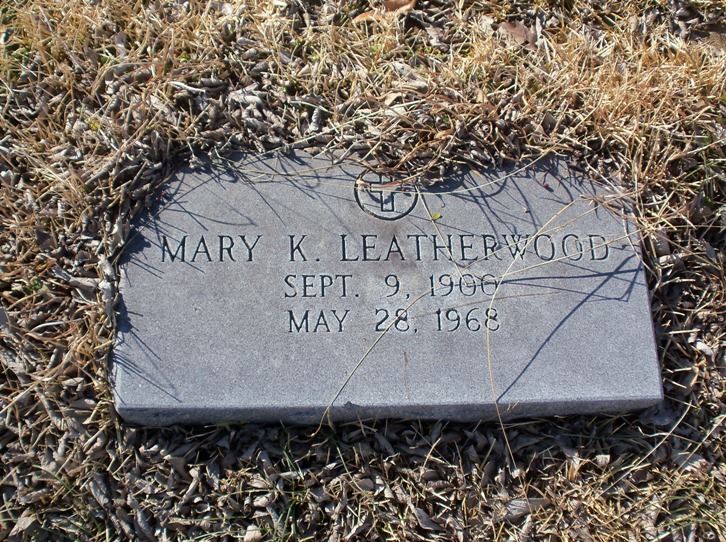 MARY K. LEATHERWOOD
SEPT. 9, 1900
MAY 28, 1968